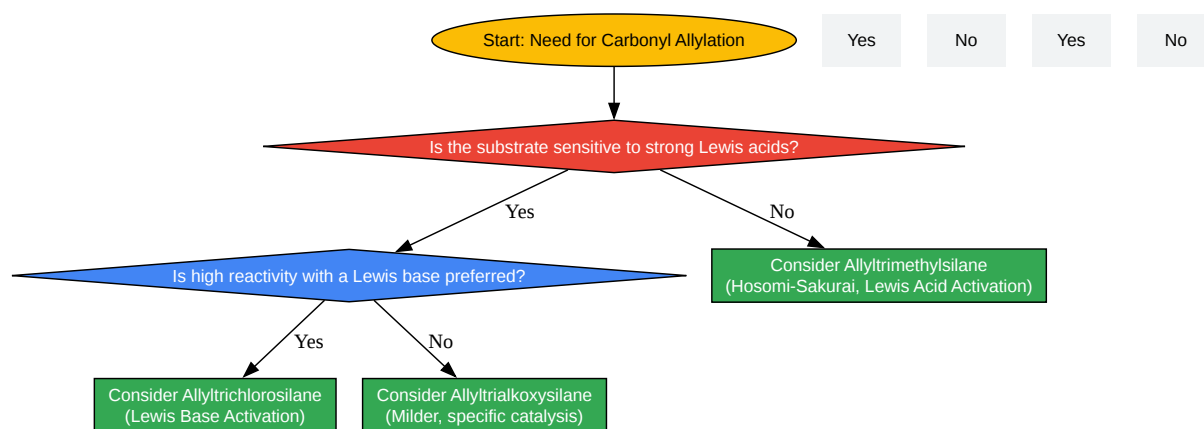 Start: Need for Carbonyl Allylation
Yes
No
Yes
No
Is the substrate sensitive to strong Lewis acids?
Yes
No
Is high reactivity with a Lewis base preferred?
Consider Allyltrimethylsilane
(Hosomi-Sakurai, Lewis Acid Activation)
Yes
No
Consider Allyltrichlorosilane
(Lewis Base Activation)
Consider Allyltrialkoxysilane
(Milder, specific catalysis)